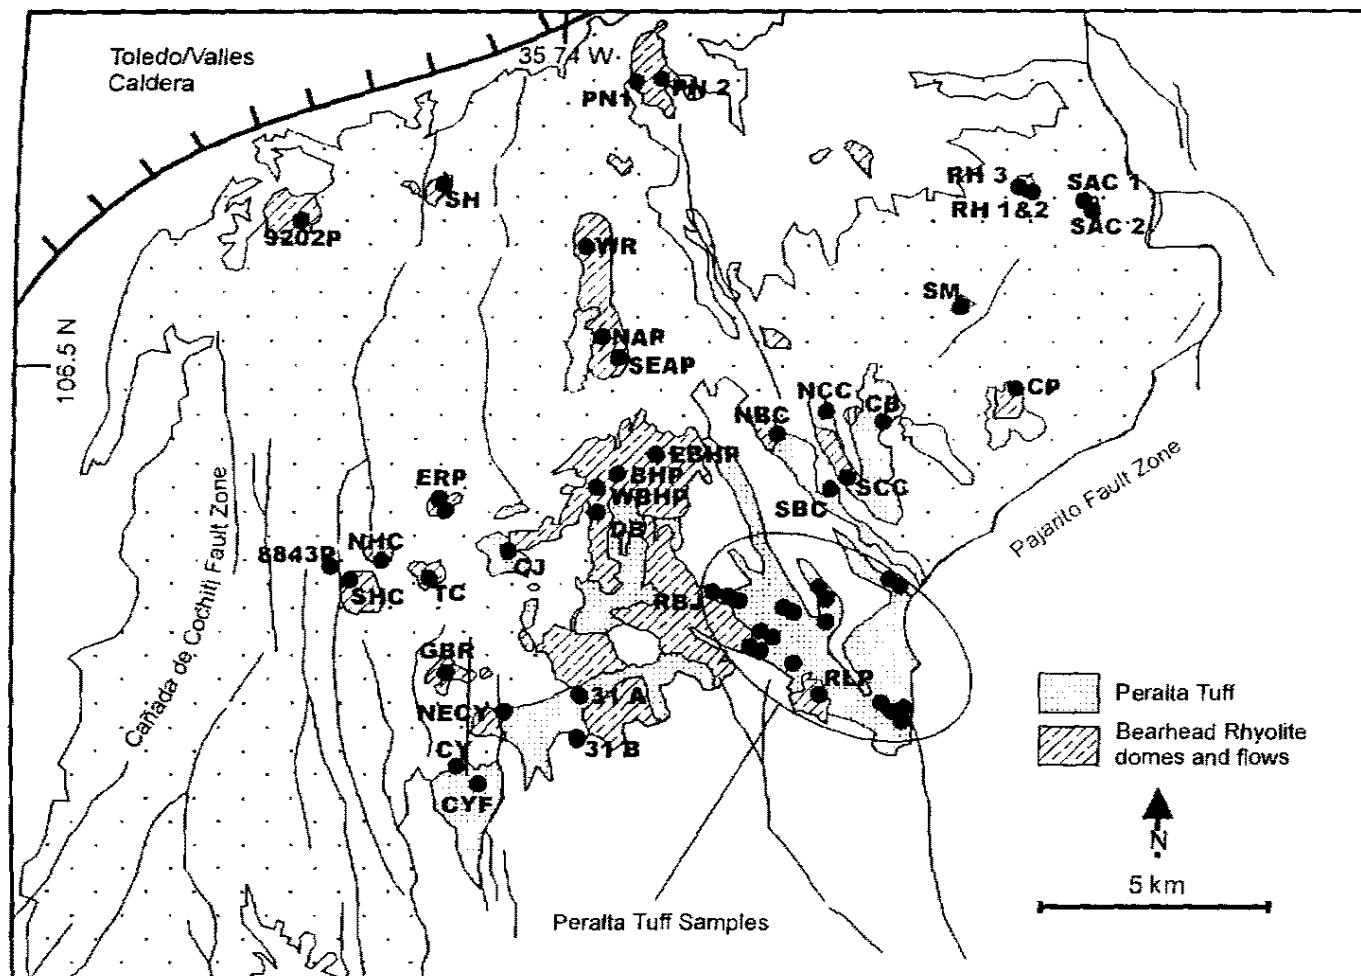 Toledo/Valles
Caldera
35 74 W
PN1
PN 2
SH
9202P
WR
RH 3
RH 1&2
SAC 1
SAC 2
SM
NAP
SEAP
106.5 N
NCC
CB
CP
NBC
EBHP
BHP
WBHP
SCC
SBC
ERP
DB
Pajarito Fault Zone
Cañada de Cochiti Fault Zone
NHC
8843P
SHC
TC
CJ
RBJ
GBR
RLP
31 A
NECY
31 B
CY
CYF
Peralta Tuff
Bearhead Rhyolite
domes and flows
N
5 km
Peralta Tuff Samples